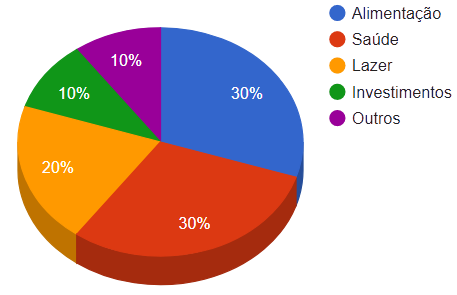 Alimentação
Saúde
Lazer
Investimentos
Outros
10%
30%
10%
20%
30%